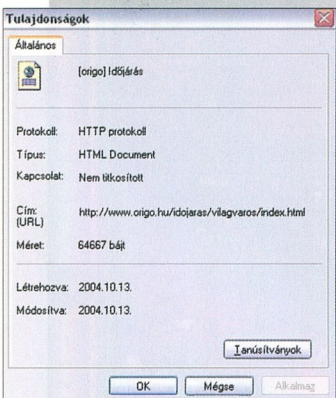 Tulajdonságok
Általános
[origo] Időjárás
Protokoll: HTTP protokoll
Típus: HTML Document
Kapcsolat: Nem titkosított
Cím: http://www.origo.hu/idojaras/vilagvaros/index.html
(URL)
Méret: 64667 bájt
Létrehozva: 2004.10.13.
Módosítva: 2004.10.13.
Tanúsítványok
OK Mégse Alkalmaz